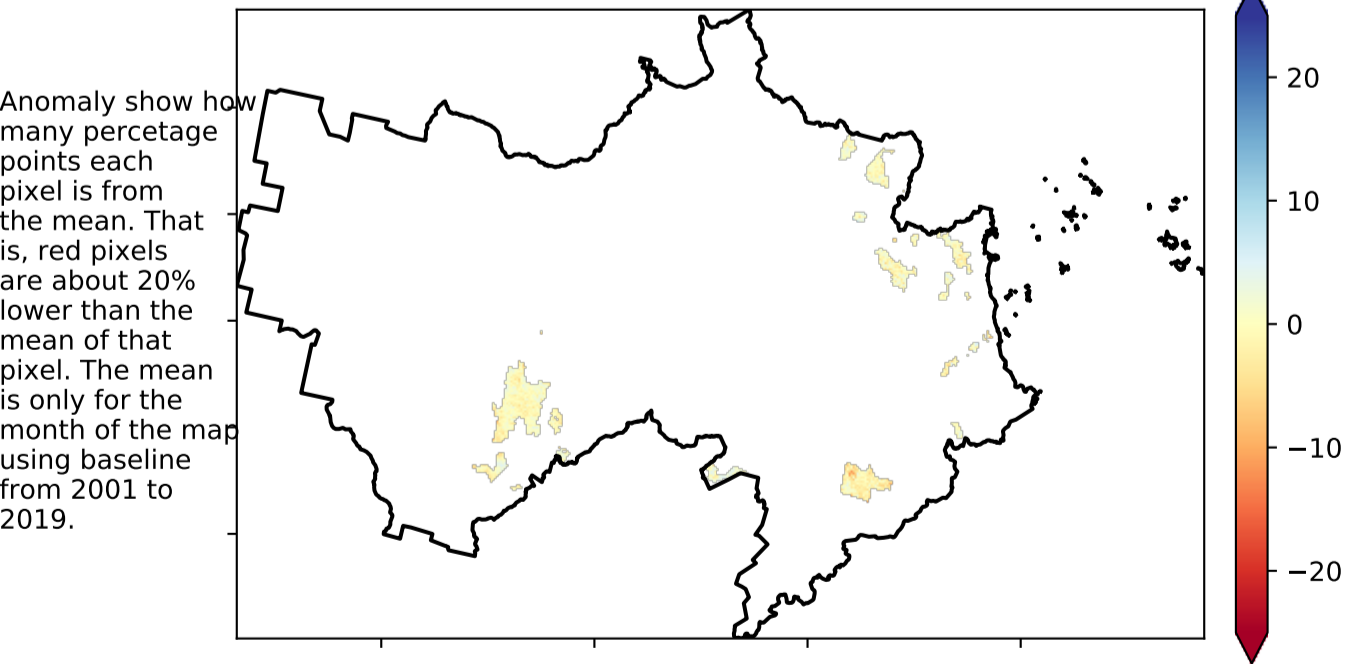 Anomaly show how
many percetage
points each
pixel is from
the mean. That
is, red pixels
are about 20%
lower than the
mean of that
pixel. The mean
is only for the
month of the map
using baseline
from 2001 to
2019.
20
10
0
−10
−20